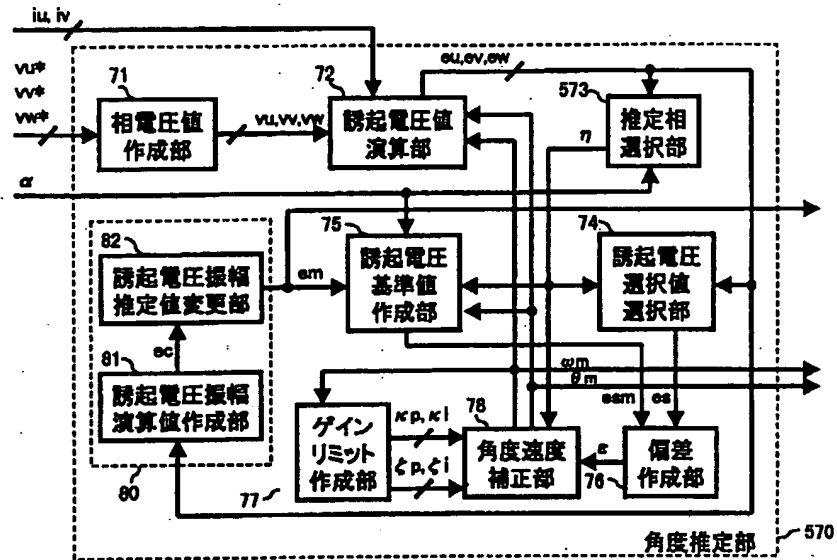 iu, iv
vu*
vv*
vw*
71
相電圧値
作成部
vu, vv, vw
72
誘起電圧値
演算部
eu, ev, ew
573
推定相
選択部
η
α
82
誘起電圧振幅
推定値変更部
em
75
誘起電圧
基準値
作成部
74
誘起電圧
選択値
選択部
ec
81
誘起電圧振幅
演算値作成部
80
ωm
θm
esm
es
77
ゲイン
リミット
作成部
κp, κi
ζp, ζi
78
角度速度
補正部
ε
76
偏差
作成部
角度推定部
570